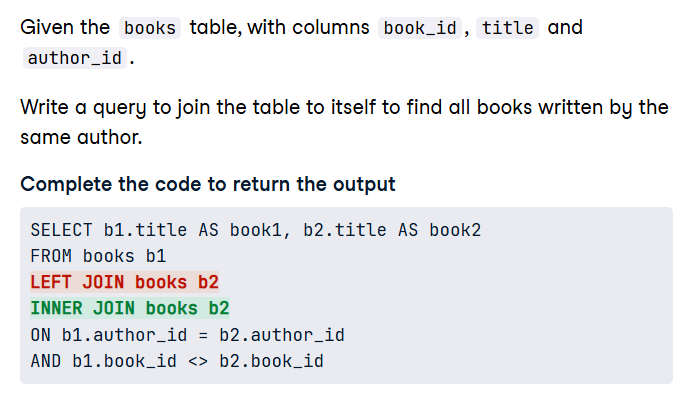 Given the books table, with columns book_id, title and
author_id.
Write a query to join the table to itself to find all books written by the
same author.
Complete the code to return the output
SELECT b1.title AS book1, b2.title AS book2
FROM books b1
LEFT JOIN books b2
INNER JOIN books b2
ON b1.author_id = b2.author_id
AND b1.book_id <> b2.book_id